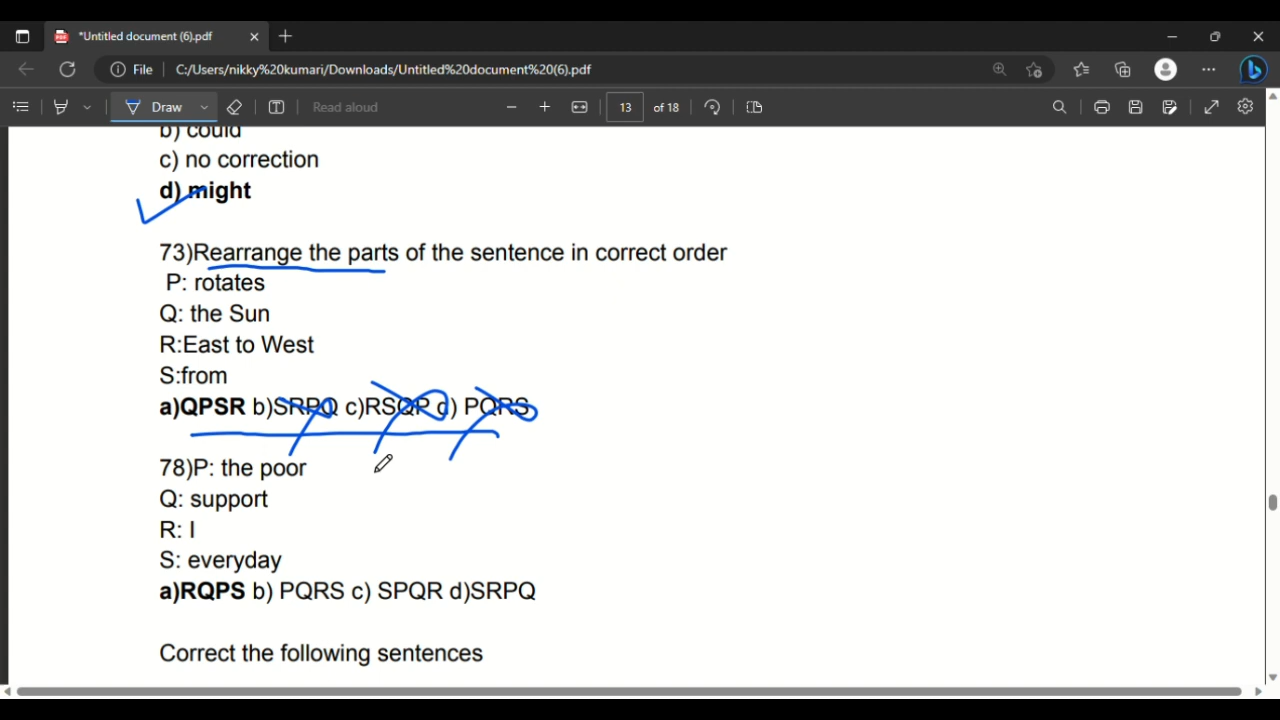 *Untitled document (6).pdf
File
C:/Users/nikky%20kumari/Downloads/Untitled%20document%20(6).pdf
Draw
Read aloud
13
of 18
b) could
c) no correction
d) might
73)Rearrange the parts of the sentence in correct order
P: rotates
Q: the Sun
R:East to West
S:from
a)QPSR b)SRPQ c)RSQP d) PQRS
78)P: the poor
Q: support
R: I
S: everyday
a)RQPS b) PQRS c) SPQR d)SRPQ
Correct the following sentences